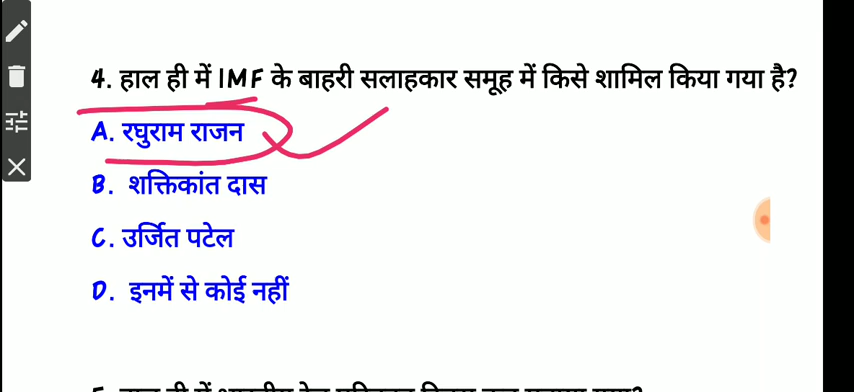 4. हाल ही में IMF के बाहरी सलाहकार समूह में किसे शामिल किया गया है?
A. रघुराम राजन
B. शक्तिकांत दास
C. उर्जित पटेल
D. इनमें से कोई नहीं